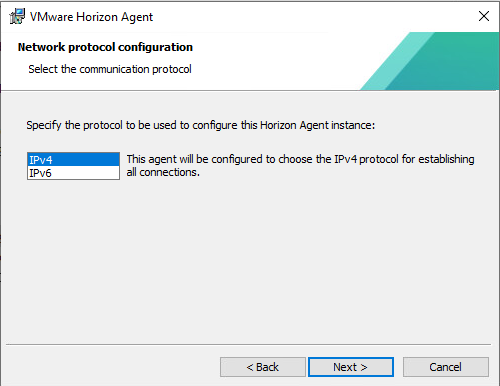 VMware Horizon Agent
Network protocol configuration
Select the communication protocol
Specify the protocol to be used to configure this Horizon Agent instance:
IPv4
IPv6
This agent will be configured to choose the IPv4 protocol for establishing
all connections.
< Back
Next >
Cancel